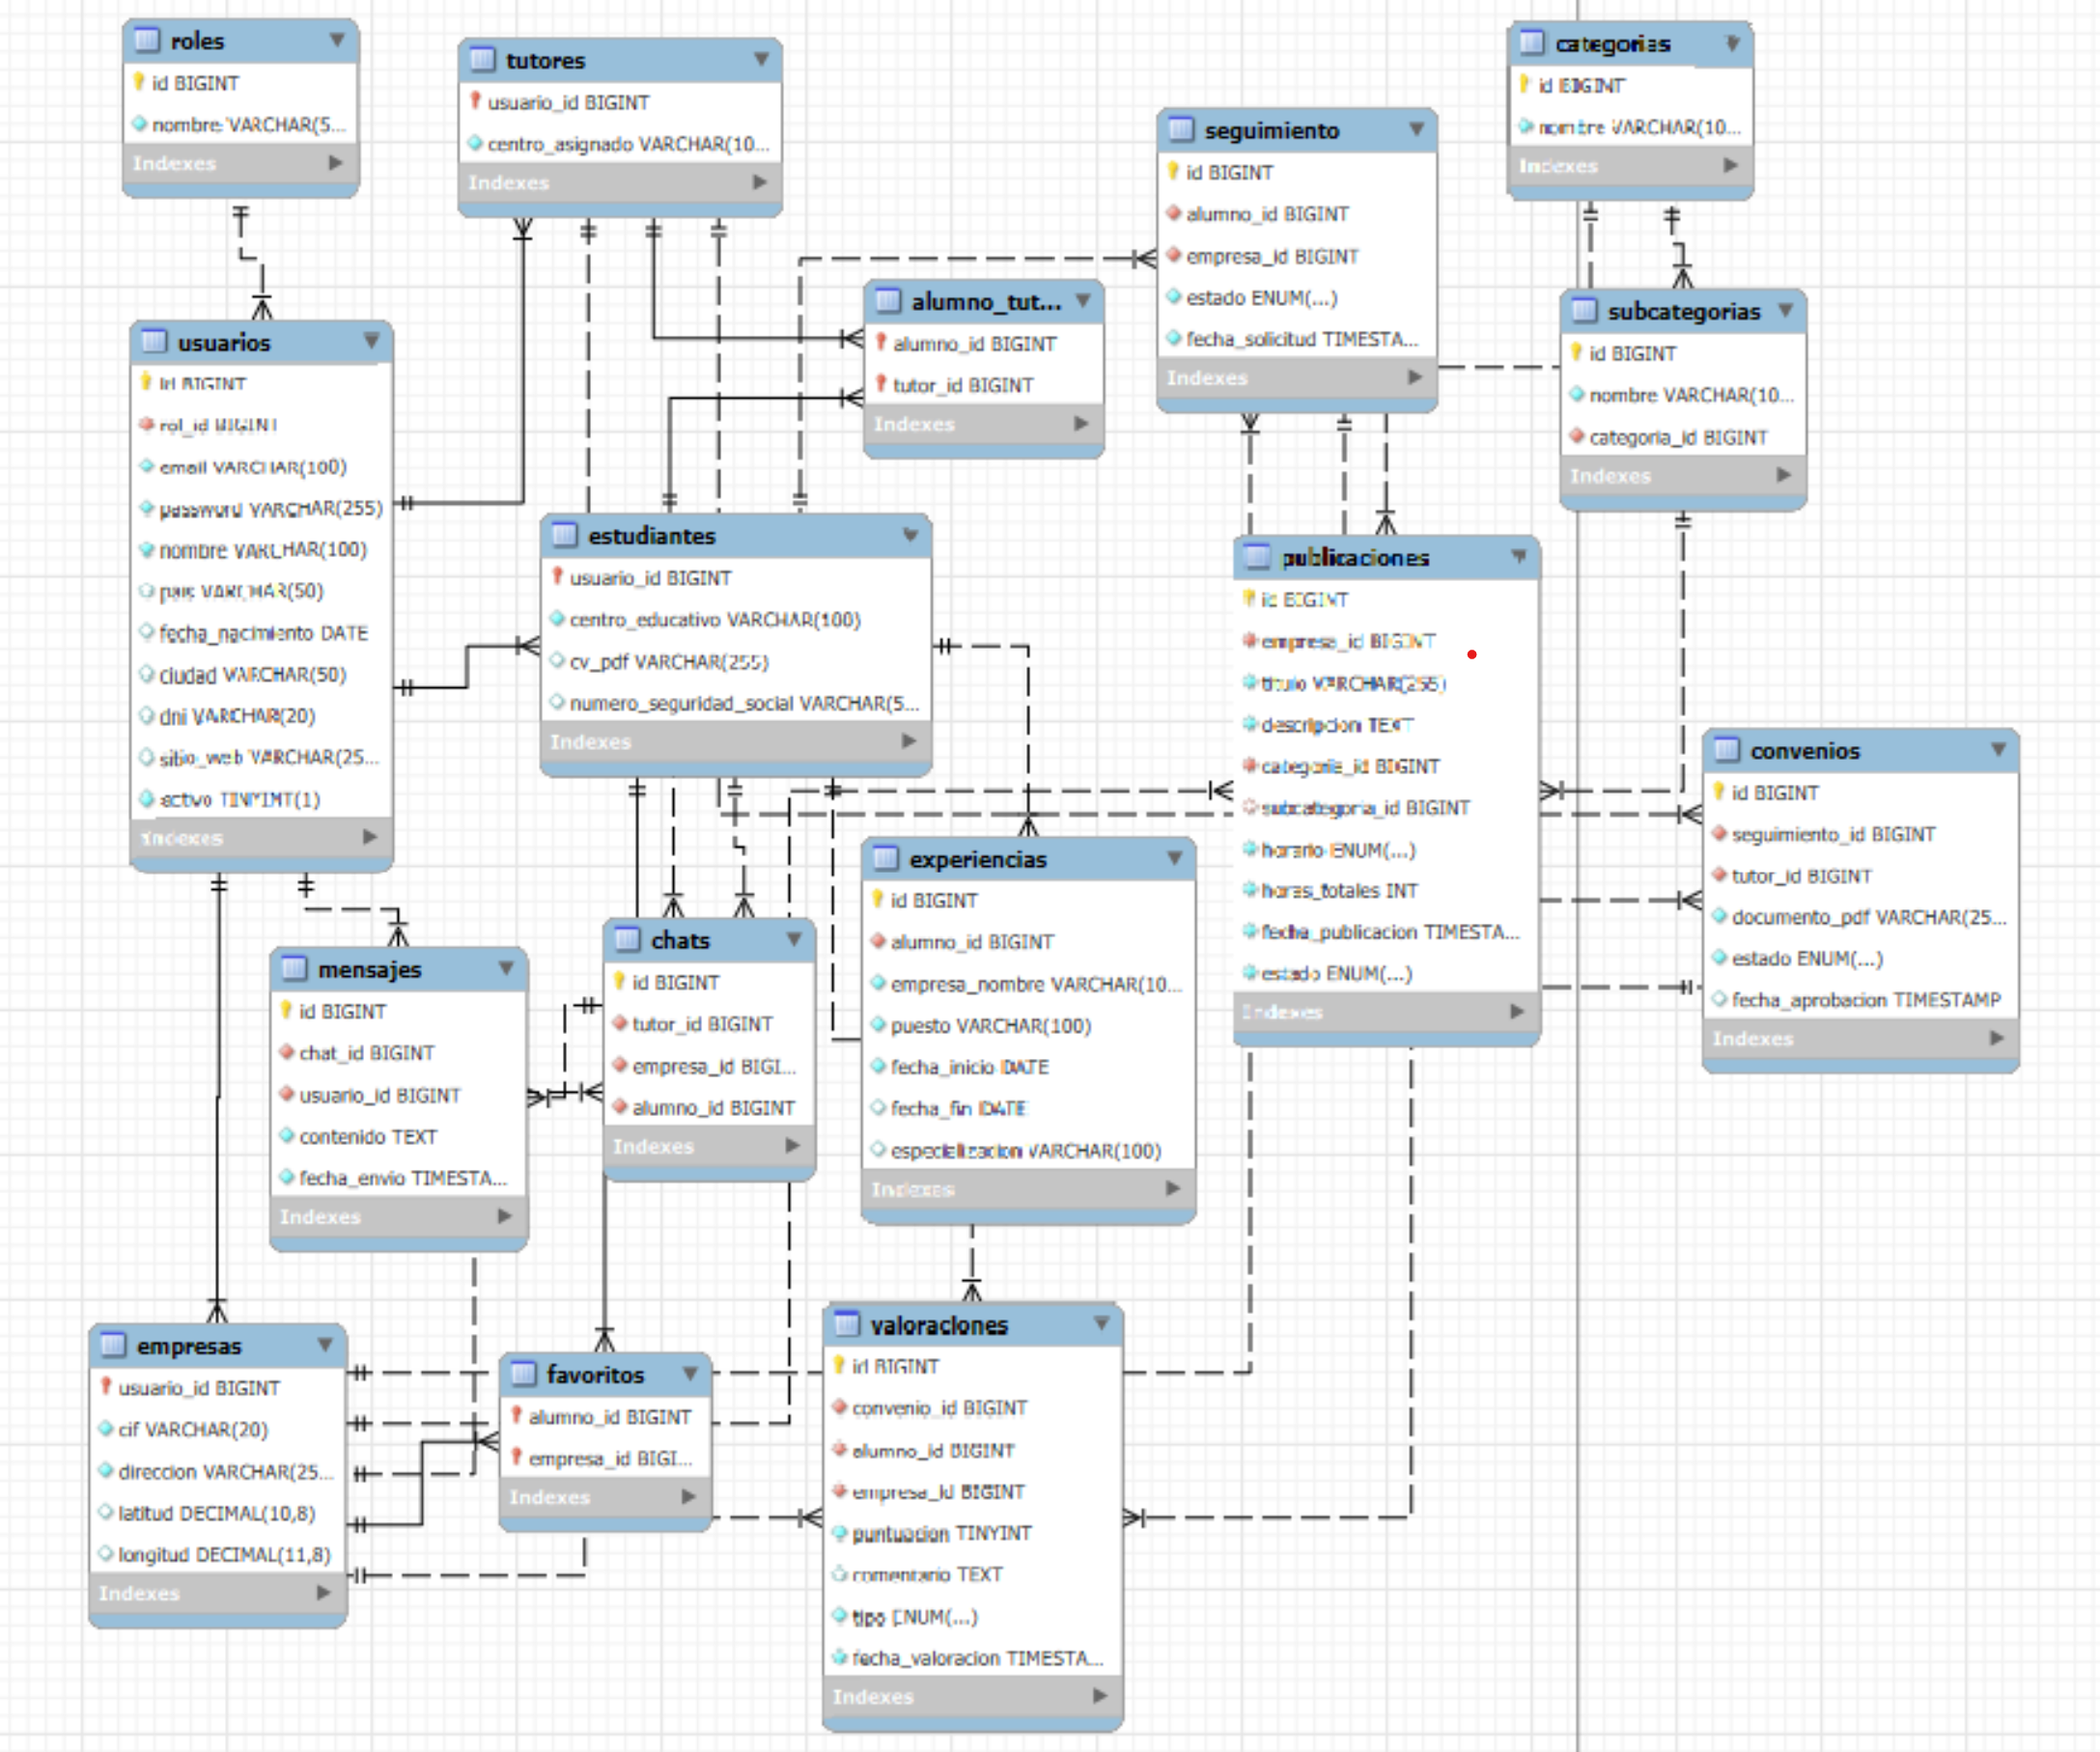 roles
id BIGINT
nombre VARCHAR(5...
Indexes
tutores
usuario_id BIGINT
centro_asignado VARCHAR(10...
Indexes
categorias
id BIGINT
nombre VARCHAR(10...
Indexes
seguimiento
id BIGINT
alumno_id BIGINT
empresa_id BIGINT
estado ENUM(...)
fecha_solicitud TIMESTA...
Indexes
alumno_tut...
alumno_id BIGINT
tutor_id BIGINT
Indexes
subcategorias
id BIGINT
nombre VARCHAR(10...
categoria_id BIGINT
Indexes
usuarios
id BIGINT
rol_id BIGINT
email VARCHAR(100)
password VARCHAR(255)
nombre VARCHAR(100)
pais VARCHAR(50)
fecha_nacimiento DATE
ciudad VARCHAR(50)
dni VARCHAR(20)
sitio_web VARCHAR(25...
activo TINYINT(1)
Indexes
estudiantes
usuario_id BIGINT
centro_educativo VARCHAR(100)
cv_pdf VARCHAR(255)
numero_seguridad_social VARCHAR(5...
Indexes
publicaciones
id BIGINT
empresa_id BIGINT
titulo VARCHAR(255)
descripcion TEXT
categoria_id BIGINT
subcategoria_id BIGINT
horario ENUM(...)
horas_totales INT
fecha_publicacion TIMESTA...
estado ENUM(...)
Indexes
convenios
id BIGINT
seguimiento_id BIGINT
tutor_id BIGINT
documento_pdf VARCHAR(25...
estado ENUM(...)
fecha_aprobacion TIMESTAMP
Indexes
experiencias
id BIGINT
alumno_id BIGINT
empresa_nombre VARCHAR(10...
puesto VARCHAR(100)
fecha_inicio DATE
fecha_fin DATE
especializacion VARCHAR(100)
Indexes
chats
id BIGINT
tutor_id BIGINT
empresa_id BIGI...
alumno_id BIGINT
Indexes
mensajes
id BIGINT
chat_id BIGINT
usuario_id BIGINT
contenido TEXT
fecha_envio TIMESTA...
Indexes
empresas
usuario_id BIGINT
cif VARCHAR(20)
direccion VARCHAR(25...
latitud DECIMAL(10,8)
longitud DECIMAL(11,8)
Indexes
favoritos
alumno_id BIGINT
empresa_id BIGI...
Indexes
valoraciones
id BIGINT
convenio_id BIGINT
alumno_id BIGINT
empresa_id BIGINT
puntuacion TINYINT
comentario TEXT
tipo ENUM(...)
fecha_valoracion TIMESTA...
Indexes